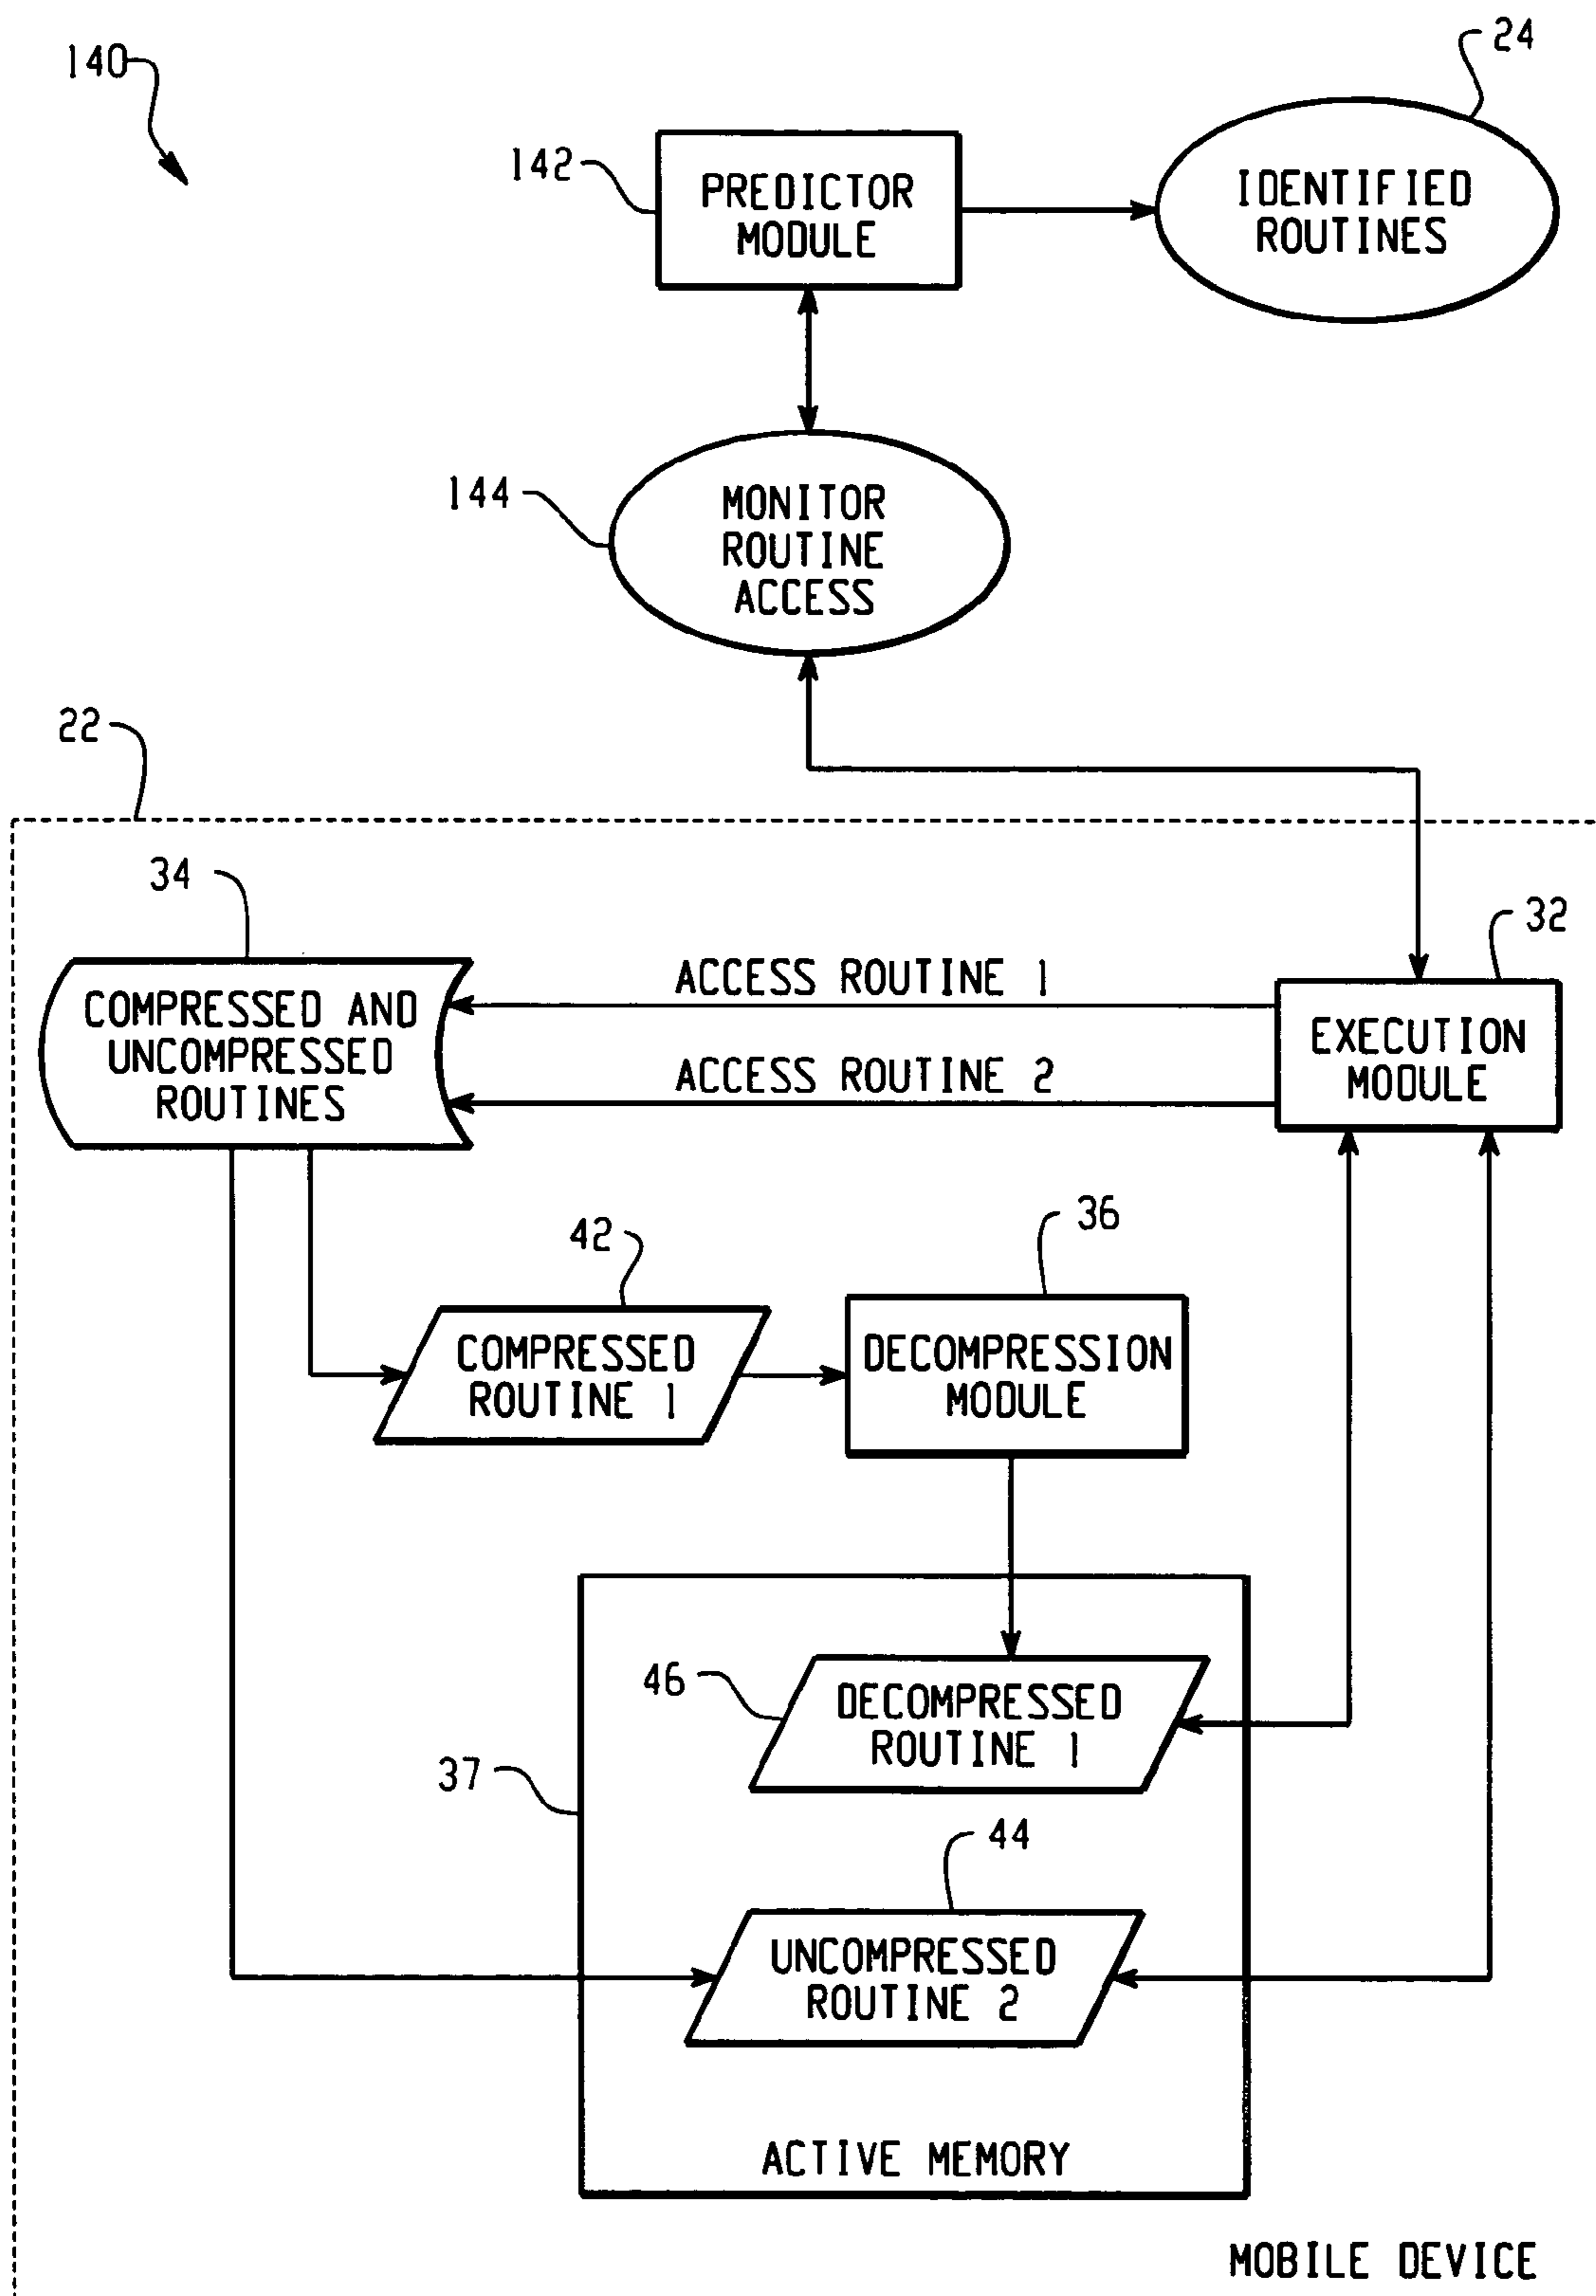 140
24
142
PREDICTOR
MODULE
IDENTIFIED
ROUTINES
144
MONITOR
ROUTINE
ACCESS
22
34
32
COMPRESSED AND
UNCOMPRESSED
ROUTINES
ACCESS ROUTINE 1
ACCESS ROUTINE 2
EXECUTION
MODULE
42
36
COMPRESSED
ROUTINE 1
DECOMPRESSION
MODULE
46
DECOMPRESSED
ROUTINE 1
37
44
UNCOMPRESSED
ROUTINE 2
ACTIVE MEMORY
MOBILE DEVICE